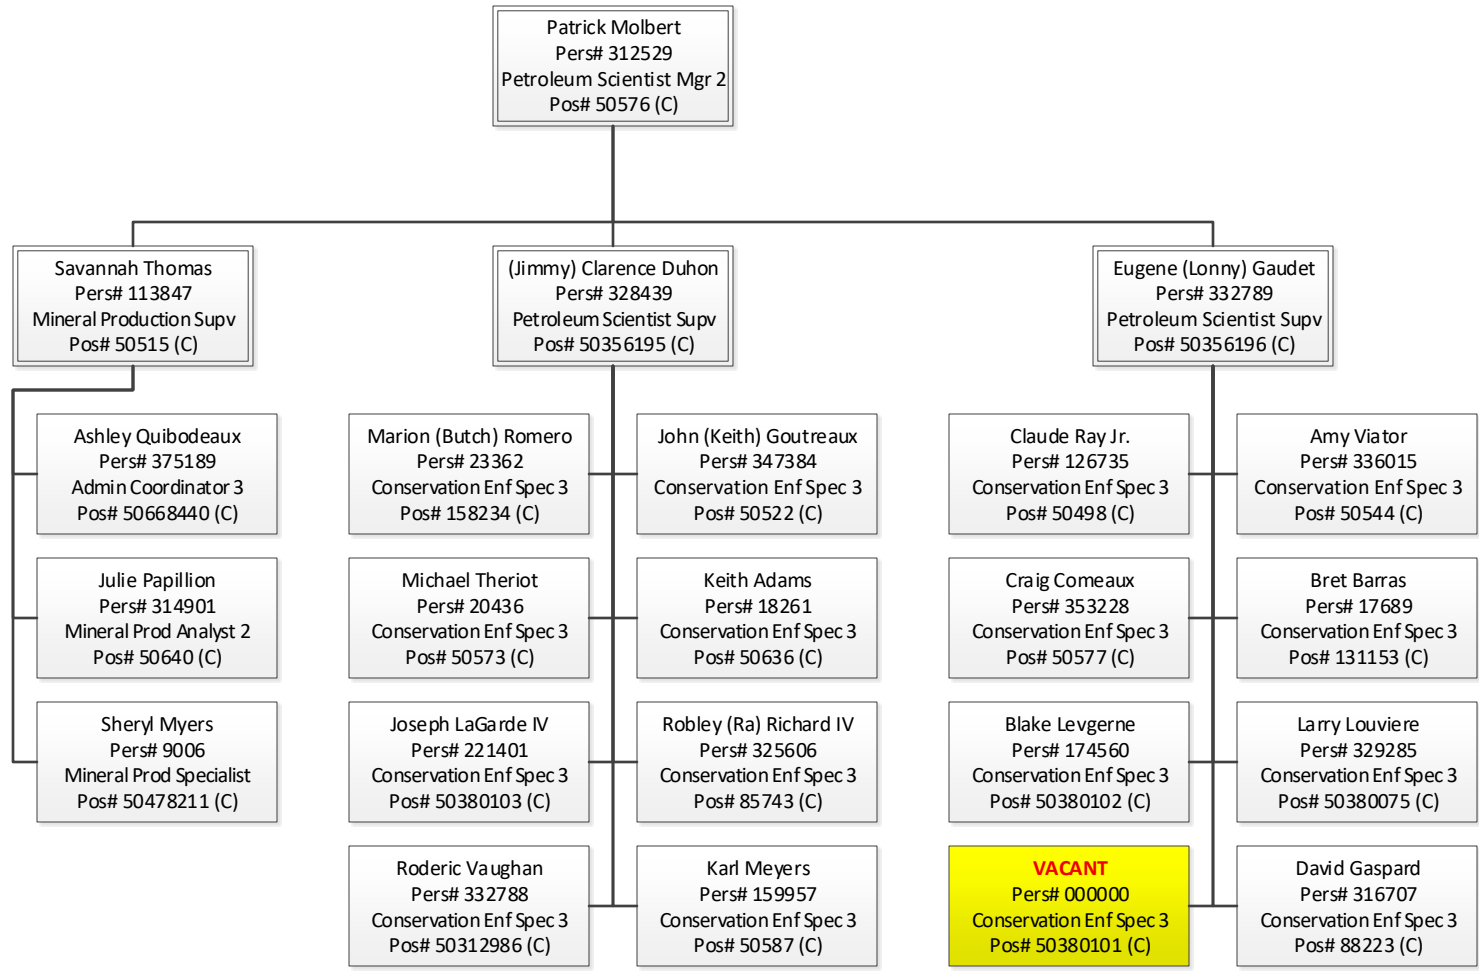 Patrick Molbert
Pers# 312529
Petroleum Scientist Mgr 2
Pos# 50576 (C)
Savannah Thomas
Pers# 113847
Mineral Production Supv
Pos# 50515 (C)
(Jimmy) Clarence Duhon
Pers# 328439
Petroleum Scientist Supv
Pos# 50356195 (C)
Eugene (Lonny) Gaudet
Pers# 332789
Petroleum Scientist Supv
Pos# 50356196 (C)
Ashley Quibodeaux
Pers# 375189
Admin Coordinator 3
Pos# 50668440 (C)
Marion (Butch) Romero
Pers# 23362
Conservation Enf Spec 3
Pos# 158234 (C)
John (Keith) Goutreaux
Pers# 347384
Conservation Enf Spec 3
Pos# 50522 (C)
Claude Ray Jr.
Pers# 126735
Conservation Enf Spec 3
Pos# 50498 (C)
Amy Viator
Pers# 336015
Conservation Enf Spec 3
Pos# 50544 (C)
Julie Papillion
Pers# 314901
Mineral Prod Analyst 2
Pos# 50640 (C)
Michael Theriot
Pers# 20436
Conservation Enf Spec 3
Pos# 50573 (C)
Keith Adams
Pers# 18261
Conservation Enf Spec 3
Pos# 50636 (C)
Craig Comeaux
Pers# 353228
Conservation Enf Spec 3
Pos# 50577 (C)
Bret Barras
Pers# 17689
Conservation Enf Spec 3
Pos# 131153 (C)
Sheryl Myers
Pers# 9006
Mineral Prod Specialist
Pos# 50478211 (C)
Joseph LaGarde IV
Pers# 221401
Conservation Enf Spec 3
Pos# 50380103 (C)
Robley (Ra) Richard IV
Pers# 325606
Conservation Enf Spec 3
Pos# 85743 (C)
Blake Levgerne
Pers# 174560
Conservation Enf Spec 3
Pos# 50380102 (C)
Larry Louviere
Pers# 329285
Conservation Enf Spec 3
Pos# 50380075 (C)
Roderic Vaughan
Pers# 332788
Conservation Enf Spec 3
Pos# 50312986 (C)
Karl Meyers
Pers# 159957
Conservation Enf Spec 3
Pos# 50587 (C)
VACANT
Pers# 000000
Conservation Enf Spec 3
Pos# 50380101 (C)
David Gaspard
Pers# 316707
Conservation Enf Spec 3
Pos# 88223 (C)